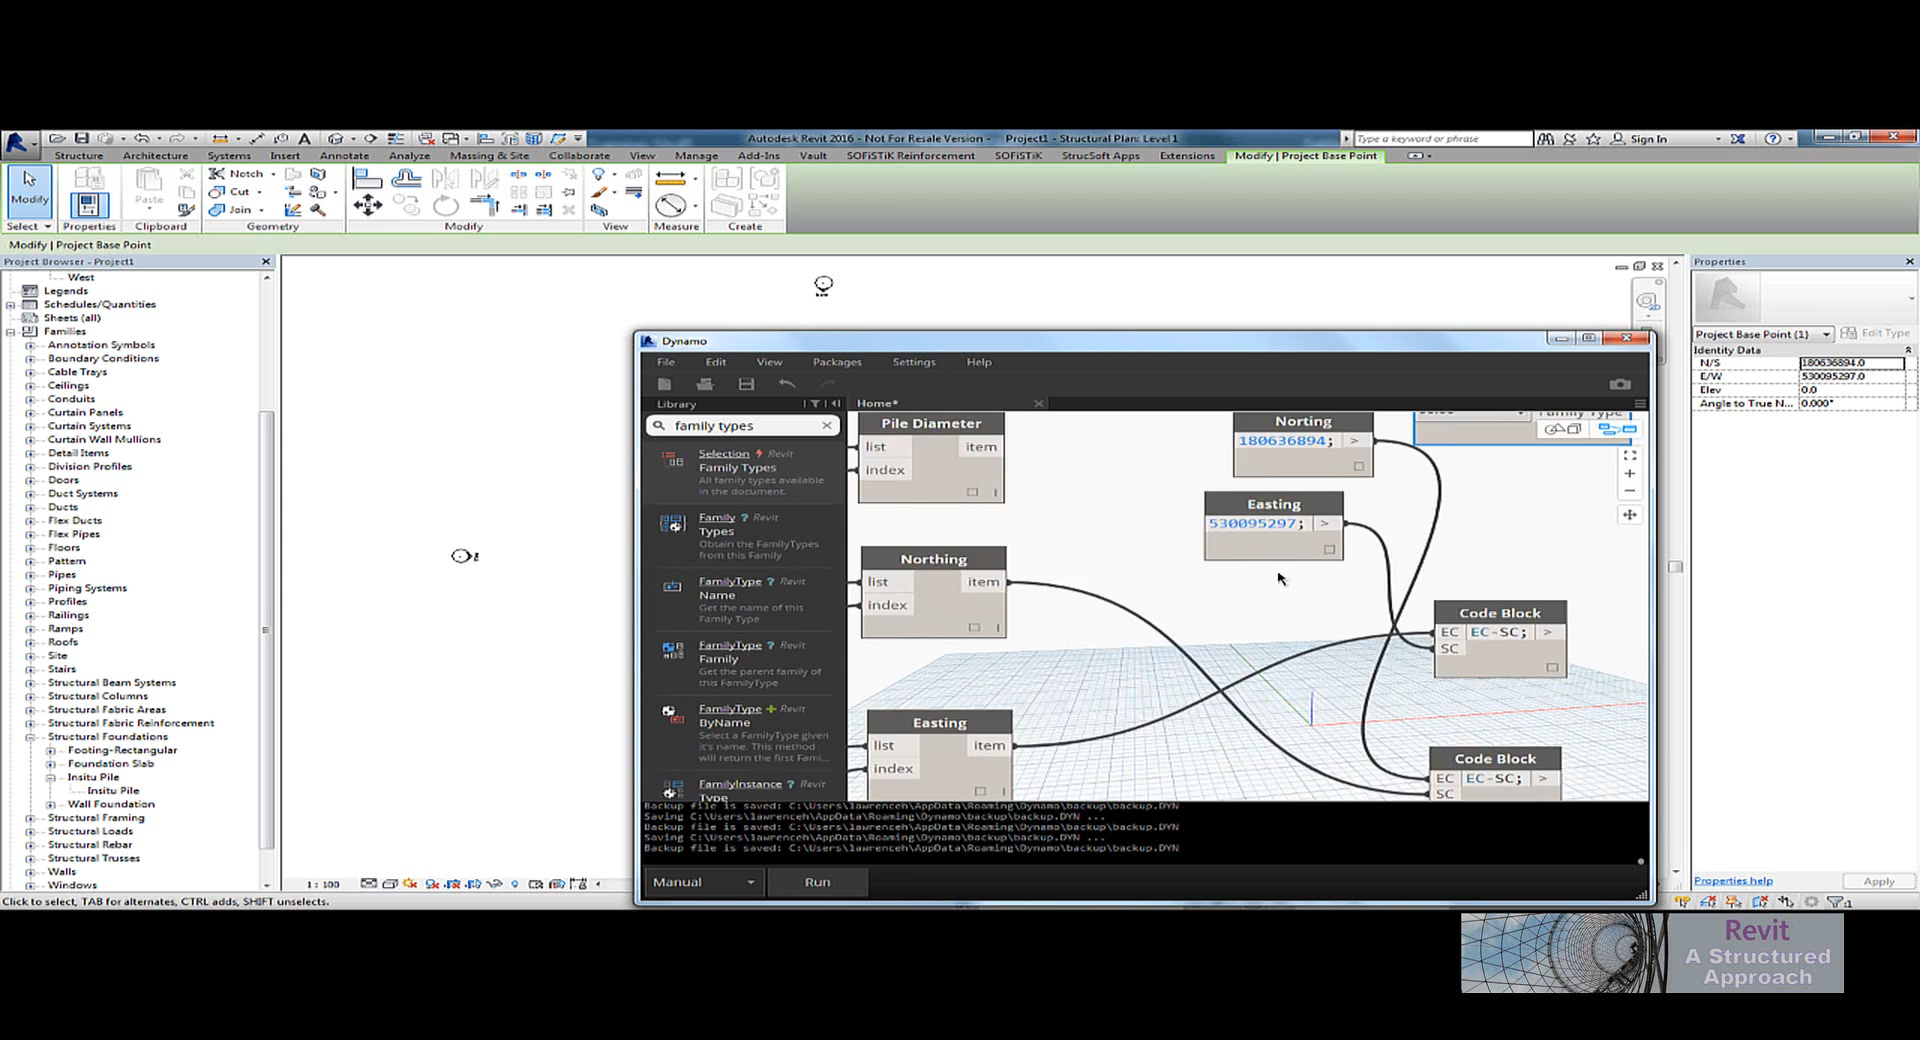 Autodesk Revit 2016 - Not For Resale Version - Project1 - Structural Plan: Level 1
Type a keyword or phrase
Sign In
Structure Architecture Systems Insert Annotate Analyze Massing & Site Collaborate View Manage Add-Ins Vault SOFiSTiK Reinforcement SOFiSTiK StrucSoft Apps Extensions Modify | Project Base Point
Modify
Paste
Notch
Cut
Join
Select Properties Clipboard Geometry Modify View Measure Create
Modify | Project Base Point
Project Browser - Project1
West
Legends
Schedules/Quantities
Sheets (all)
Families
Annotation Symbols
Boundary Conditions
Cable Trays
Ceilings
Conduits
Curtain Panels
Curtain Systems
Curtain Wall Mullions
Detail Items
Division Profiles
Doors
Duct Systems
Ducts
Flex Ducts
Flex Pipes
Floors
Pattern
Pipes
Piping Systems
Profiles
Railings
Ramps
Roofs
Site
Stairs
Structural Beam Systems
Structural Columns
Structural Fabric Areas
Structural Fabric Reinforcement
Structural Foundations
Footing-Rectangular
Foundation Slab
Insitu Pile
Insitu Pile
Wall Foundation
Structural Framing
Structural Loads
Structural Rebar
Structural Trusses
Walls
Windows
1 : 100
Click to select, TAB for alternates, CTRL adds, SHIFT unselects.
Dynamo
File Edit View Packages Settings Help
Library
Home*
family types
Selection Revit
Family Types
All family types available
in the document.
Family ? Revit
Types
Obtain the FamilyTypes
from this Family
FamilyType ? Revit
Name
Get the name of this
Family Type
FamilyType ? Revit
Family
Get the parent family of
this FamilyType
FamilyType + Revit
ByName
Select a FamilyType given
it's name. This method
will return the first Fami...
FamilyInstance ? Revit
Type
Pile Diameter
list item
index
Northing
list item
index
Easting
list item
index
Norting
180636894; >
Easting
530095297; >
Family Type
Code Block
EC EC-SC; >
SC
Code Block
EC EC-SC; >
SC
Backup file is saved: C:\Users\lawrenceh\AppData\Roaming\Dynamo\backup\backup.DYN
Saving C:\Users\lawrenceh\AppData\Roaming\Dynamo\backup\backup.DYN ...
Backup file is saved: C:\Users\lawrenceh\AppData\Roaming\Dynamo\backup\backup.DYN
Saving C:\Users\lawrenceh\AppData\Roaming\Dynamo\backup\backup.DYN ...
Backup file is saved: C:\Users\lawrenceh\AppData\Roaming\Dynamo\backup\backup.DYN
Manual
Run
Properties
Project Base Point (1)
Edit Type
Identity Data
N/S 180636894.0
E/W 530095297.0
Elev 0.0
Angle to True N... 0.000°
Properties help
Apply
:1
Revit
A Structured
Approach